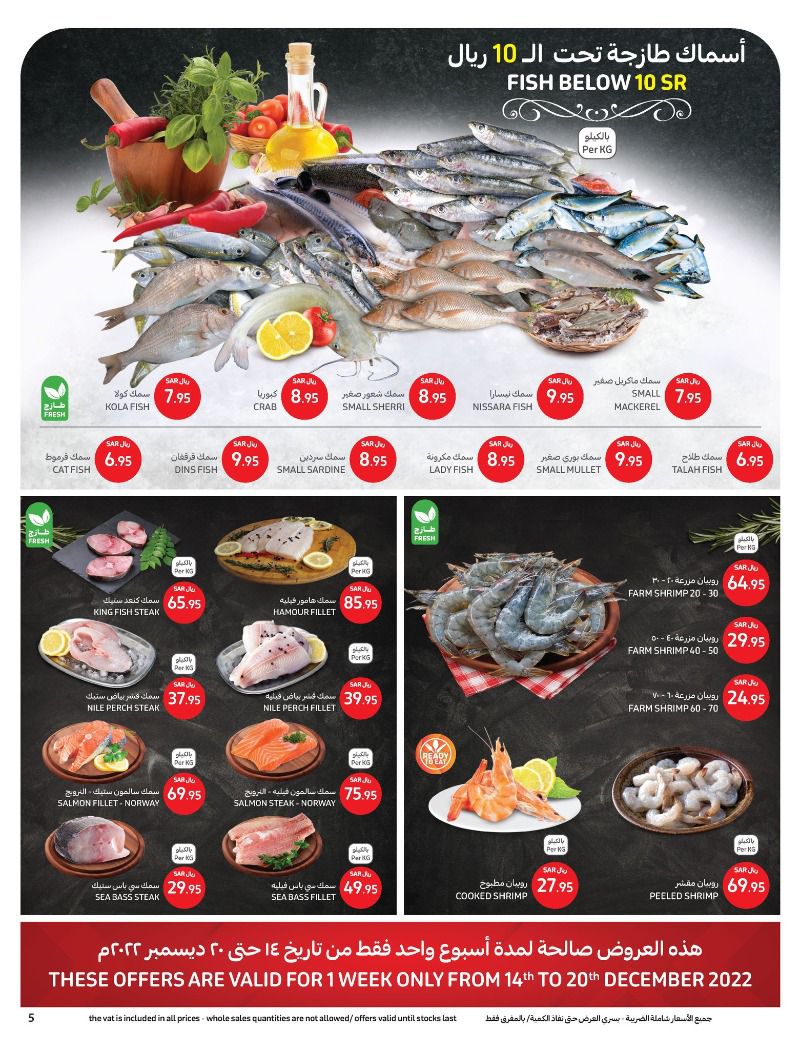 أسماك طازجة تحت الـ 10 ريال
FISH BELOW 10 SR
بالكيلو
Per KG
طازج
FRESH
سمك كولا
KOLA FISH
SAR ريال
7.95
كبوريا
CRAB
SAR ريال
8.95
سمك شعور صغير
SMALL SHERRI
SAR ريال
8.95
سمك نيسارا
NISSARA FISH
SAR ريال
9.95
سمك ماكريل صغير
SMALL
MACKEREL
SAR ريال
7.95
سمك قرموط
CAT FISH
SAR ريال
6.95
سمك قرقفان
DINS FISH
SAR ريال
9.95
سمك سردين
SMALL SARDINE
SAR ريال
8.95
سمك مكرونة
LADY FISH
SAR ريال
8.95
سمك بوري صغير
SMALL MULLET
SAR ريال
9.95
سمك طلاح
TALAH FISH
SAR ريال
6.95
طازج
FRESH
بالكيلو
Per KG
سمك كنعد ستيك
KING FISH STEAK
SAR ريال
65.95
بالكيلو
Per KG
سمك هامور فيليه
HAMOUR FILLET
SAR ريال
85.95
بالكيلو
Per KG
سمك قشر بياض ستيك
NILE PERCH STEAK
SAR ريال
37.95
بالكيلو
Per KG
سمك قشر بياض فيليه
NILE PERCH FILLET
SAR ريال
39.95
بالكيلو
Per KG
سمك سالمون ستيك - النرويج
SALMON FILLET - NORWAY
SAR ريال
69.95
بالكيلو
Per KG
سمك سالمون فيليه - النرويج
SALMON STEAK - NORWAY
SAR ريال
75.95
بالكيلو
Per KG
سمك سي باس ستيك
SEA BASS STEAK
SAR ريال
29.95
بالكيلو
Per KG
سمك سي باس فيليه
SEA BASS FILLET
SAR ريال
49.95
طازج
FRESH
بالكيلو
Per KG
روبيان مزرعة ٢٠ - ٣٠
FARM SHRIMP 20 - 30
SAR ريال
64.95
روبيان مزرعة ٤٠ - ٥٠
FARM SHRIMP 40 - 50
SAR ريال
29.95
روبيان مزرعة ٦٠ - ٧٠
FARM SHRIMP 60 - 70
SAR ريال
24.95
READY
TO EAT
بالكيلو
Per KG
روبيان مطبوخ
COOKED SHRIMP
SAR ريال
27.95
بالكيلو
Per KG
روبيان مقشر
PEELED SHRIMP
SAR ريال
69.95
هذه العروض صالحة لمدة أسبوع واحد فقط من تاريخ ١٤ حتى ٢٠ ديسمبر ٢٠٢٢م
THESE OFFERS ARE VALID FOR 1 WEEK ONLY FROM 14th TO 20th DECEMBER 2022
5
the vat is included in all prices - whole sales quantities are not allowed/ offers valid until stocks last
جميع الأسعار شاملة الضريبة - يسري العرض حتى نفاذ الكمية/ بالمفرق فقط